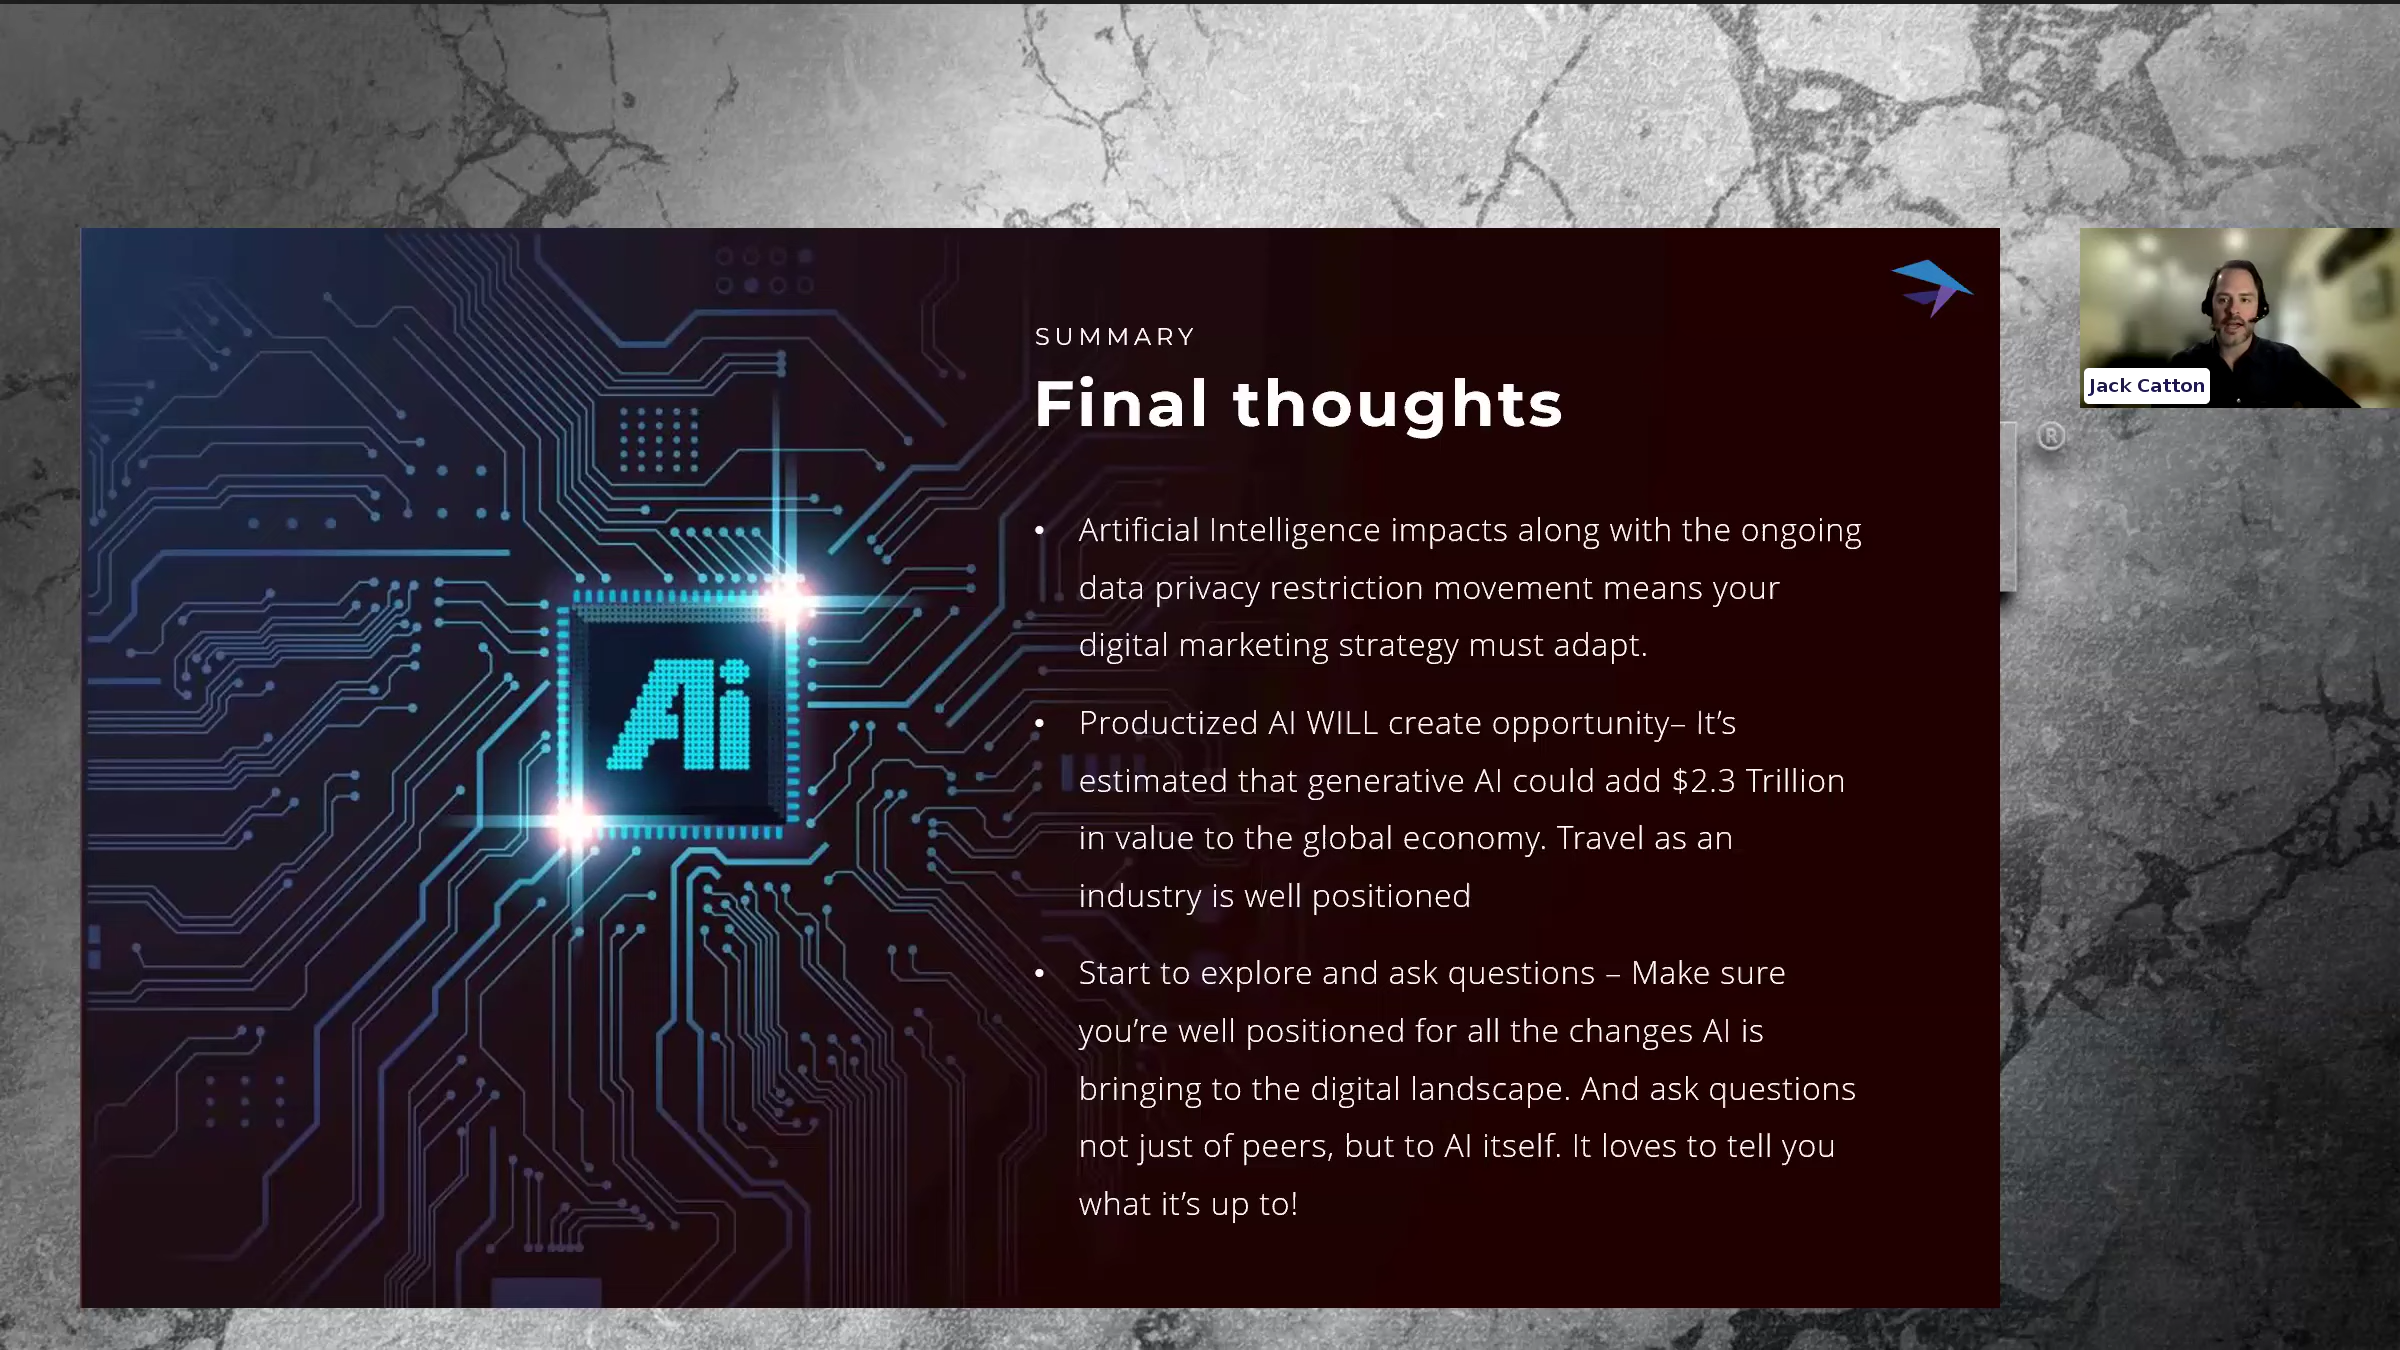 SUMMARY
Final thoughts
• Artificial Intelligence impacts along with the ongoing
data privacy restriction movement means your
digital marketing strategy must adapt.
• Productized AI WILL create opportunity– It’s
estimated that generative AI could add $2.3 Trillion
in value to the global economy. Travel as an
industry is well positioned
• Start to explore and ask questions – Make sure
you’re well positioned for all the changes AI is
bringing to the digital landscape. And ask questions
not just of peers, but to AI itself. It loves to tell you
what it’s up to!
Ai
Jack Catton
®